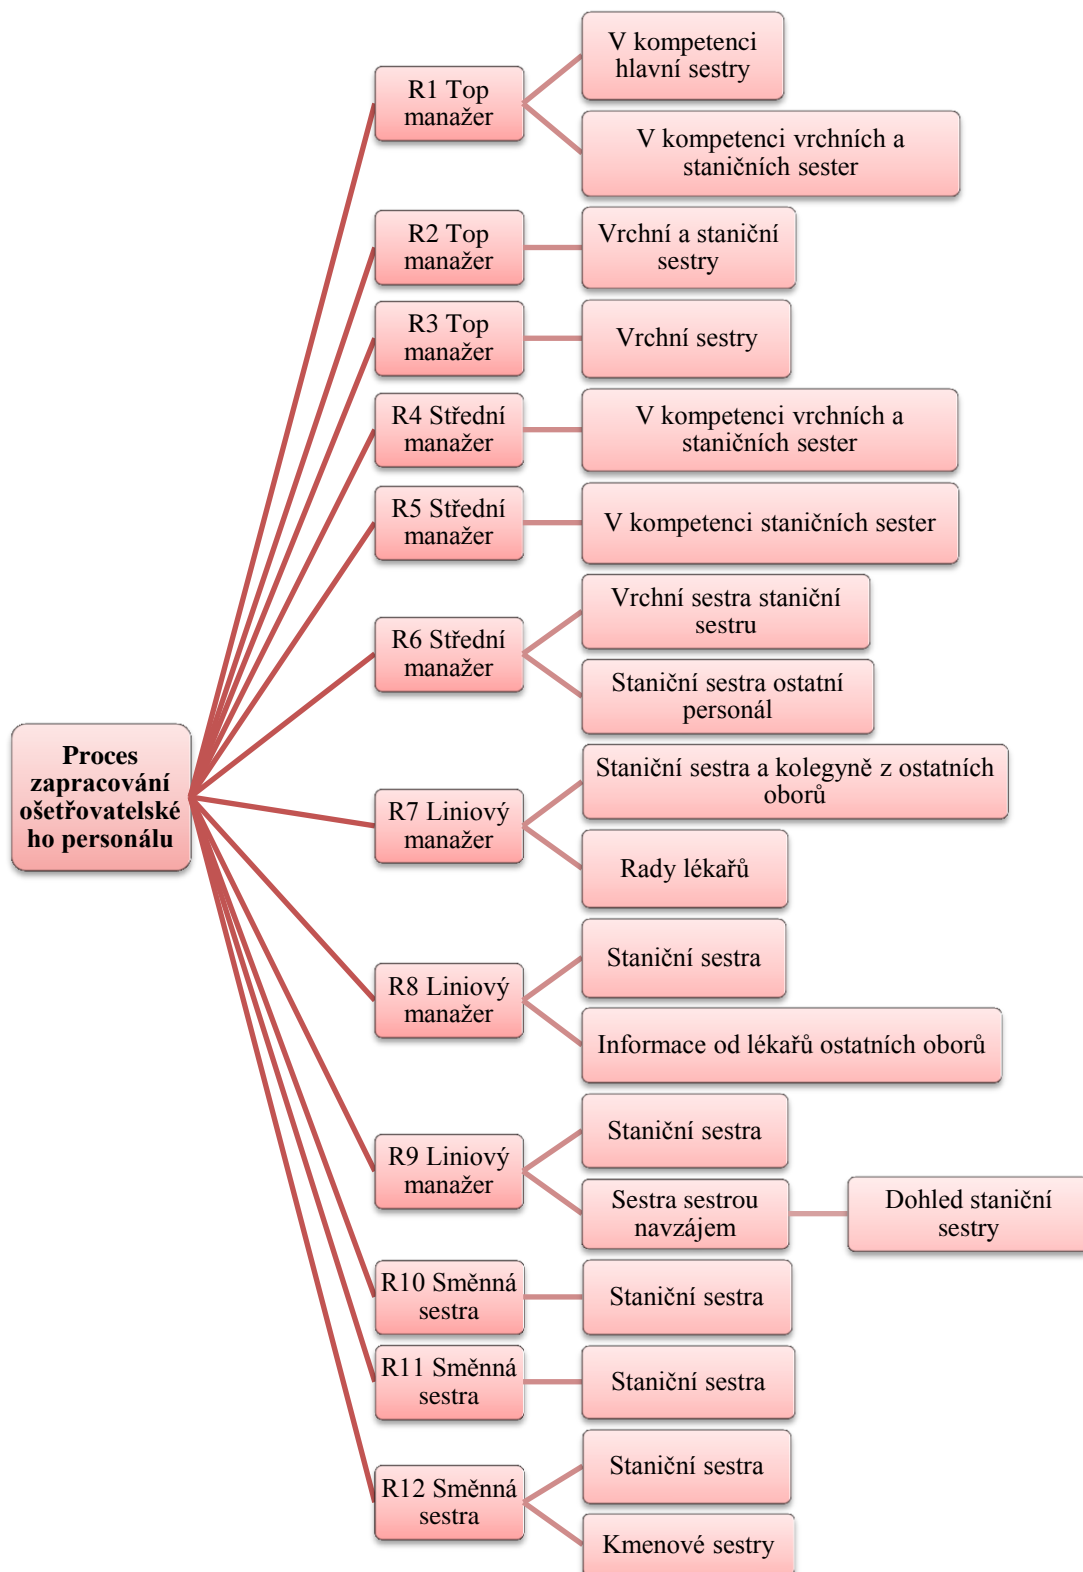 Proces
zapracování
ošetřovatelské
ho personálu
R1 Top
manažer
V kompetenci
hlavní sestry
V kompetenci vrchních a
staničních sester
R2 Top
manažer
Vrchní a staniční
sestry
R3 Top
manažer
Vrchní sestry
R4 Střední
manažer
V kompetenci vrchních a
staničních sester
R5 Střední
manažer
V kompetenci staničních sester
R6 Střední
manažer
Vrchní sestra staniční
sestru
Staniční sestra ostatní
personál
R7 Liniový
manažer
Staniční sestra a kolegyně z ostatních
oborů
Rady lékařů
R8 Liniový
manažer
Staniční sestra
Informace od lékařů ostatních oborů
R9 Liniový
manažer
Staniční sestra
Sestra sestrou
navzájem
Dohled staniční
sestry
R10 Směnná
sestra
Staniční sestra
R11 Směnná
sestra
Staniční sestra
R12 Směnná
sestra
Staniční sestra
Kmenové sestry